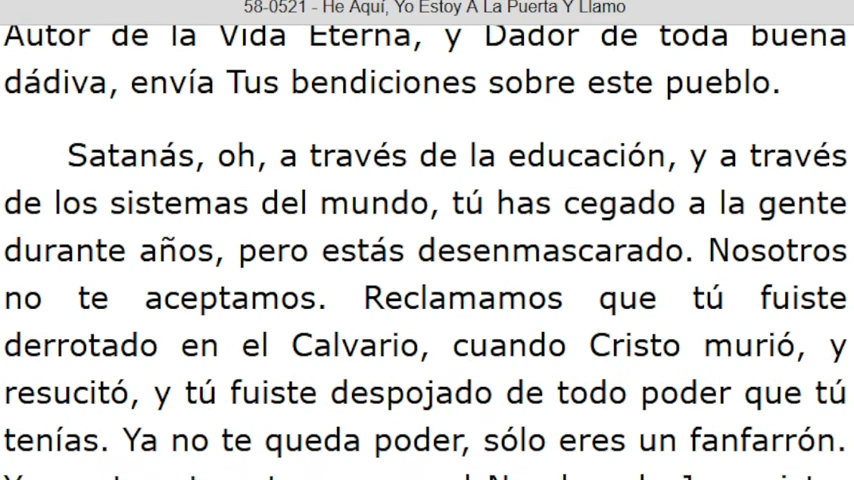 58-0521 - He Aquí, Yo Estoy A La Puerta Y Llamo
Autor de la Vida Eterna, y Dador de toda buena
dádiva, envía Tus bendiciones sobre este pueblo.
Satanás, oh, a través de la educación, y a través
de los sistemas del mundo, tú has cegado a la gente
durante años, pero estás desenmascarado. Nosotros
no te aceptamos. Reclamamos que tú fuiste
derrotado en el Calvario, cuando Cristo murió, y
resucitó, y tú fuiste despojado de todo poder que tú
tenías. Ya no te queda poder, sólo eres un fanfarrón.